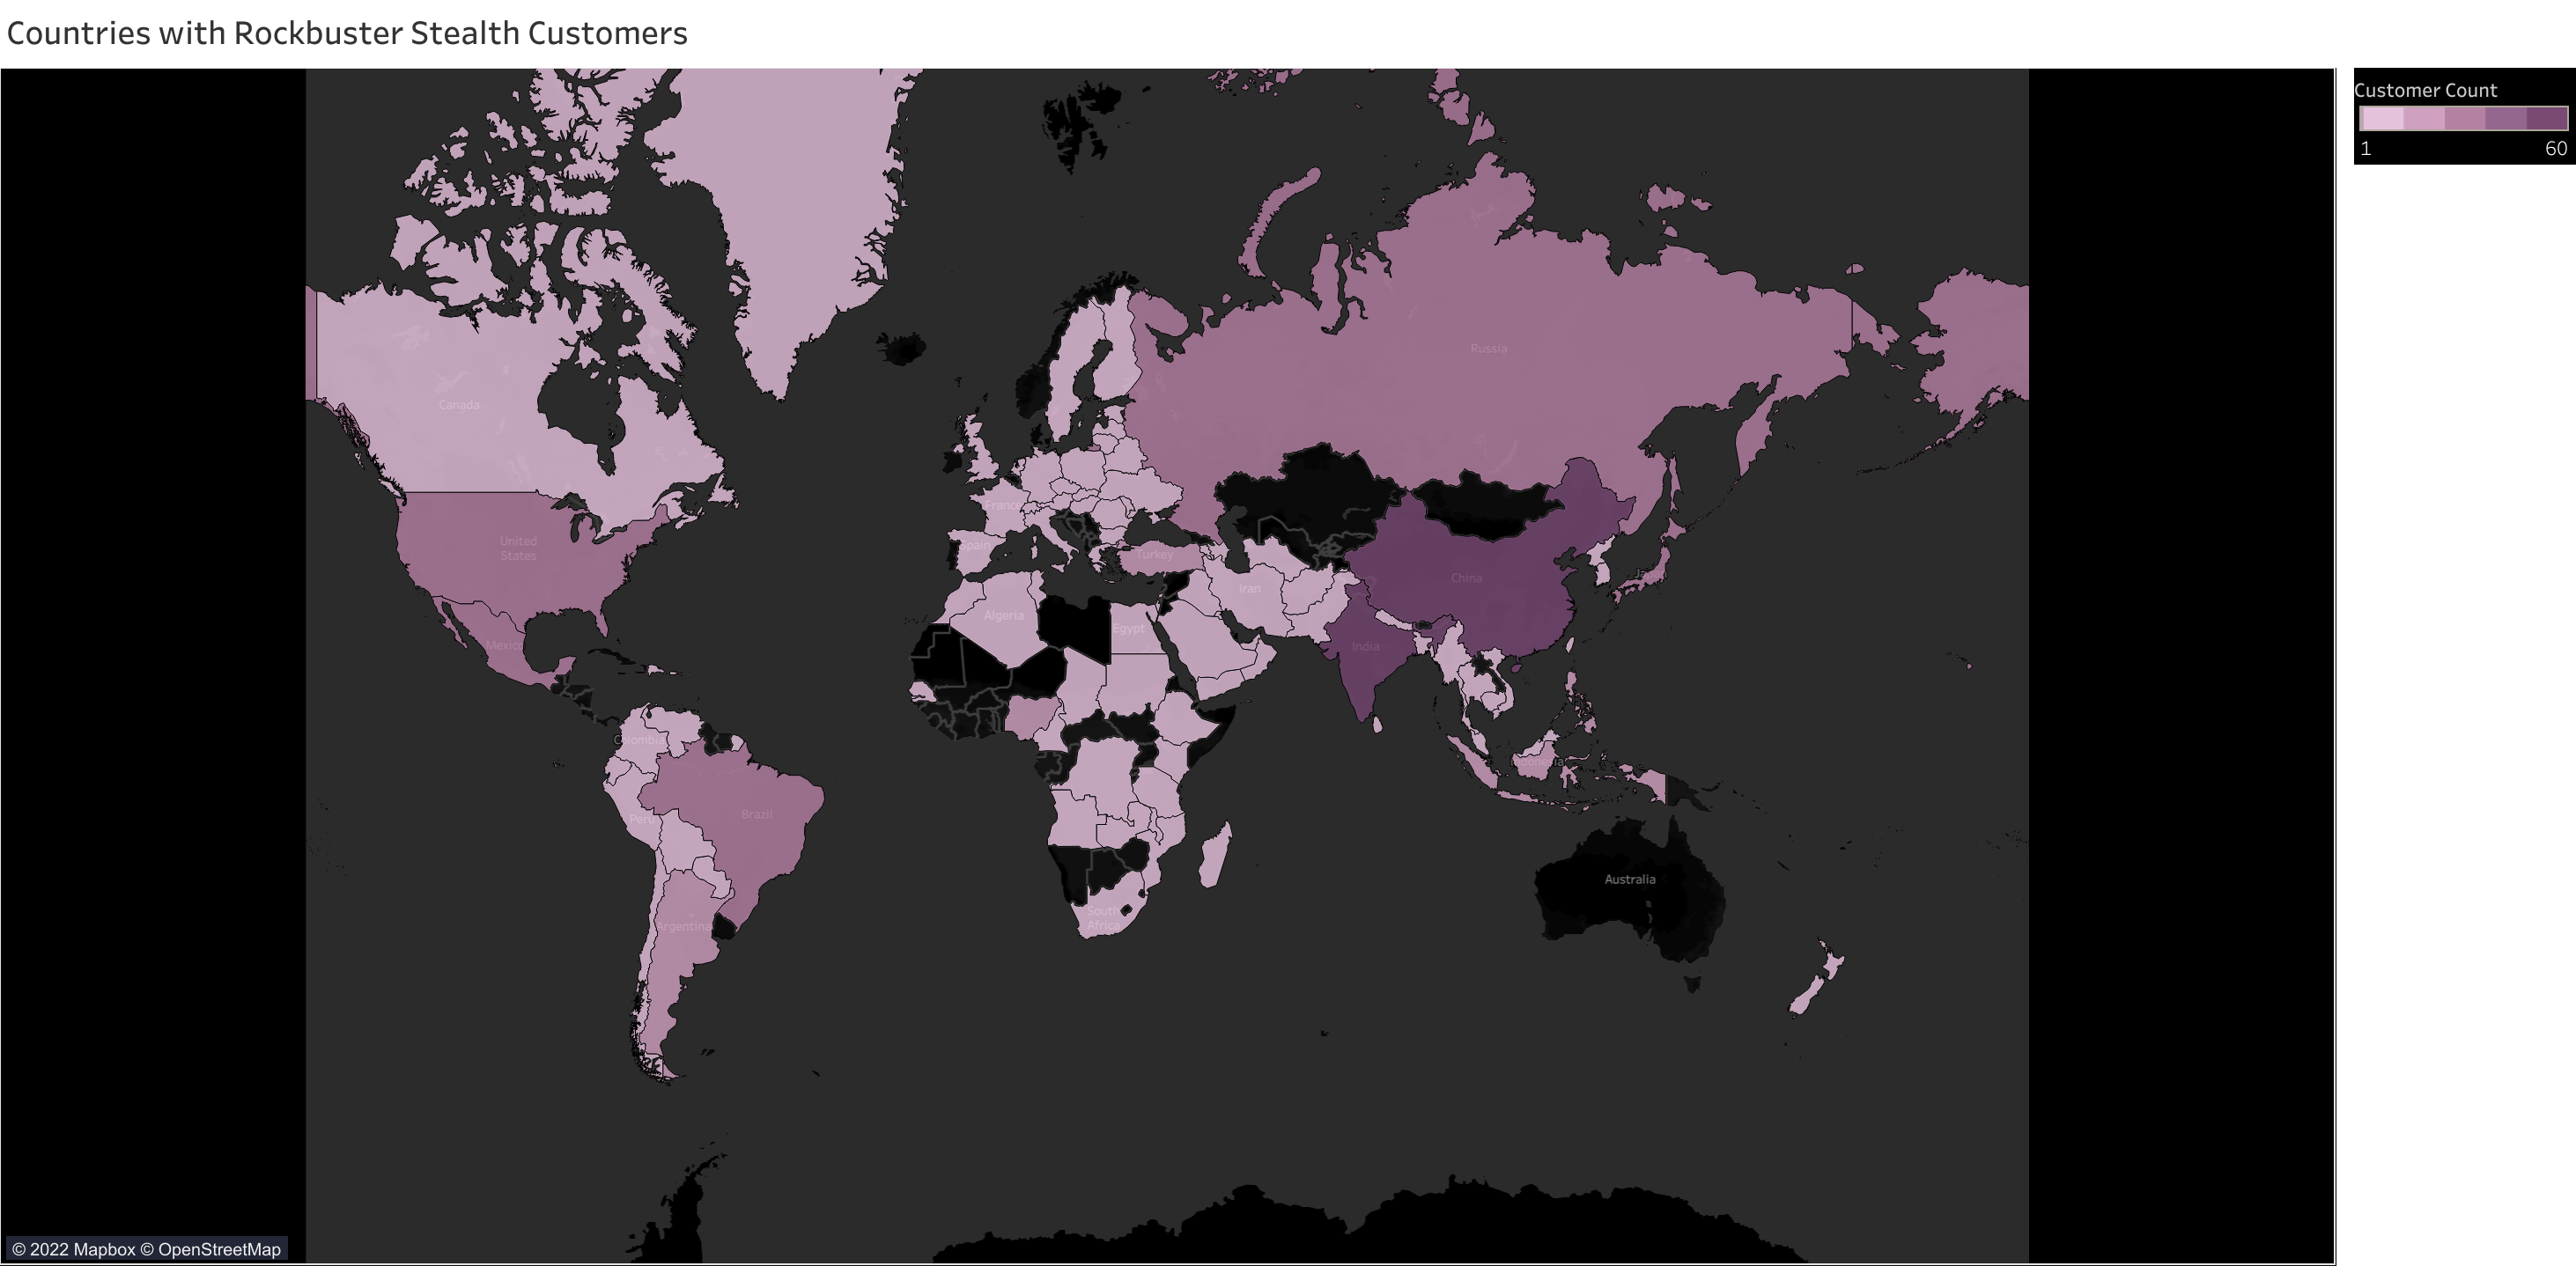 Countries with Rockbuster Stealth Customers
Customer Count
1 60
Russia
Canada
France
United
States
Spain
Turkey
China
Iran
Algeria
Egypt
Mexico
India
Colombia
Indonesia
Brazil
Peru
Australia
South
Africa
Argentina
© 2022 Mapbox © OpenStreetMap